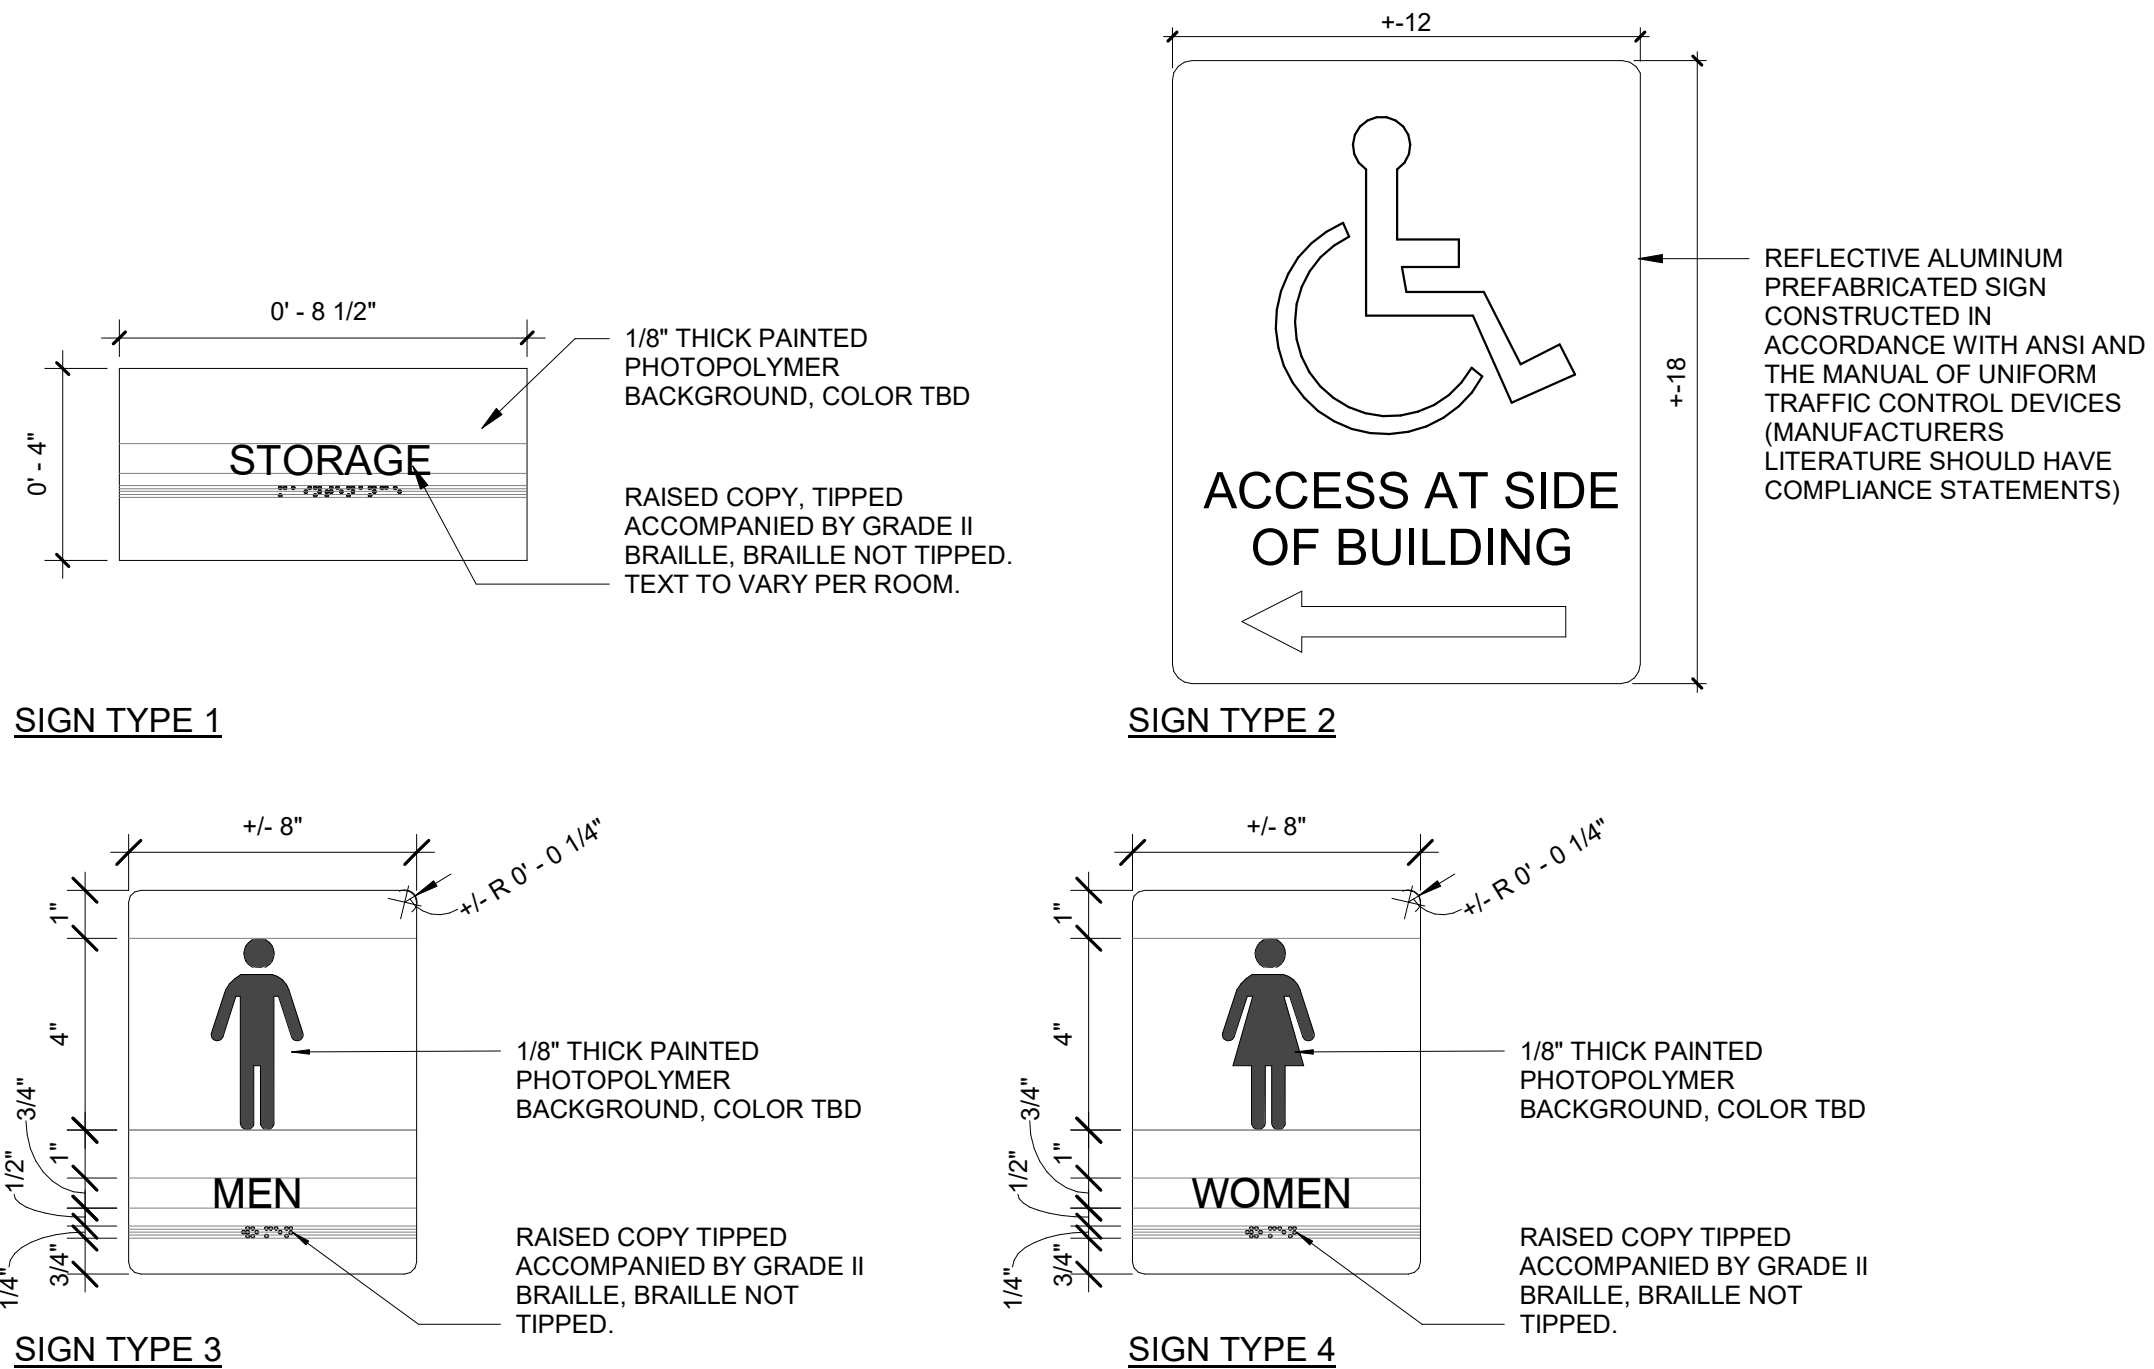 0' - 8 1/2"
0' - 4"
STORAGE
1/8" THICK PAINTED
PHOTOPOLYMER
BACKGROUND, COLOR TBD
RAISED COPY, TIPPED
ACCOMPANIED BY GRADE II
BRAILLE, BRAILLE NOT TIPPED.
TEXT TO VARY PER ROOM.
SIGN TYPE 1
+-12
+-18
ACCESS AT SIDE
OF BUILDING
REFLECTIVE ALUMINUM
PREFABRICATED SIGN
CONSTRUCTED IN
ACCORDANCE WITH ANSI AND
THE MANUAL OF UNIFORM
TRAFFIC CONTROL DEVICES
(MANUFACTURERS
LITERATURE SHOULD HAVE
COMPLIANCE STATEMENTS)
SIGN TYPE 2
+/- 8"
+/- R 0' - 0 1/4"
1"
4"
3/4"
1"
1/2"
1/4"
3/4"
MEN
1/8" THICK PAINTED
PHOTOPOLYMER
BACKGROUND, COLOR TBD
RAISED COPY TIPPED
ACCOMPANIED BY GRADE II
BRAILLE, BRAILLE NOT
TIPPED.
SIGN TYPE 3
+/- 8"
+/- R 0' - 0 1/4"
1"
4"
3/4"
1"
1/2"
1/4"
3/4"
WOMEN
1/8" THICK PAINTED
PHOTOPOLYMER
BACKGROUND, COLOR TBD
RAISED COPY TIPPED
ACCOMPANIED BY GRADE II
BRAILLE, BRAILLE NOT
TIPPED.
SIGN TYPE 4